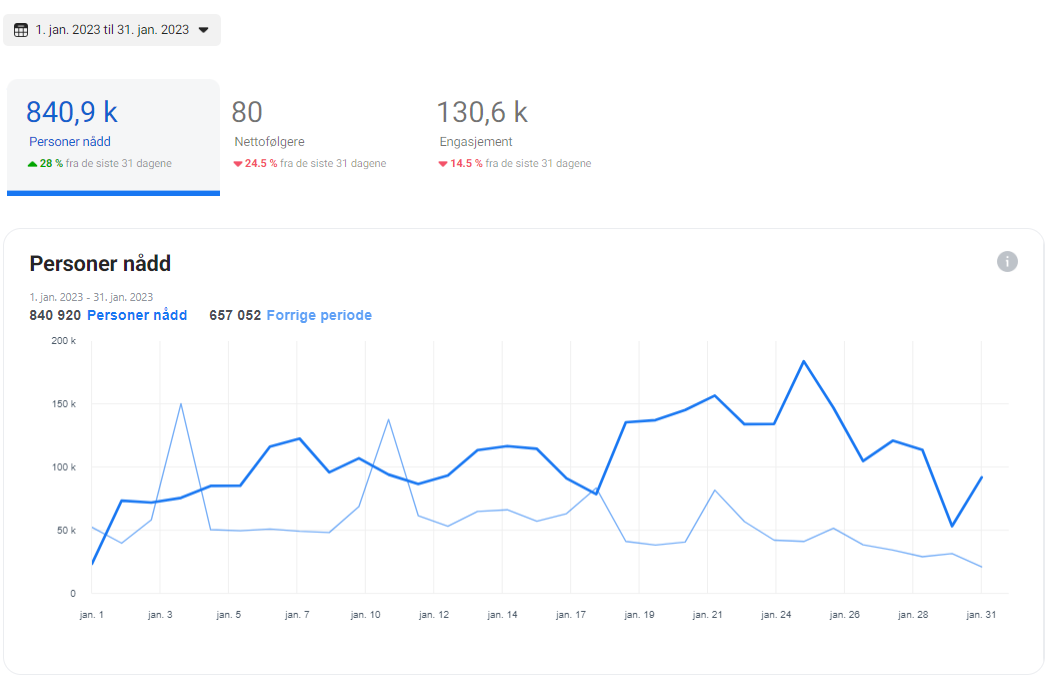 1. jan. 2023 til 31. jan. 2023
840,9 k
Personer nådd
28 % fra de siste 31 dagene
80
Nettofølgere
24.5 % fra de siste 31 dagene
130,6 k
Engasjement
14.5 % fra de siste 31 dagene
Personer nådd
i
1. jan. 2023 - 31. jan. 2023
840 920 Personer nådd 657 052 Forrige periode
200 k
150 k
100 k
50 k
0
jan. 1 jan. 3 jan. 5 jan. 7 jan. 10 jan. 12 jan. 14 jan. 17 jan. 19 jan. 21 jan. 24 jan. 26 jan. 28 jan. 31